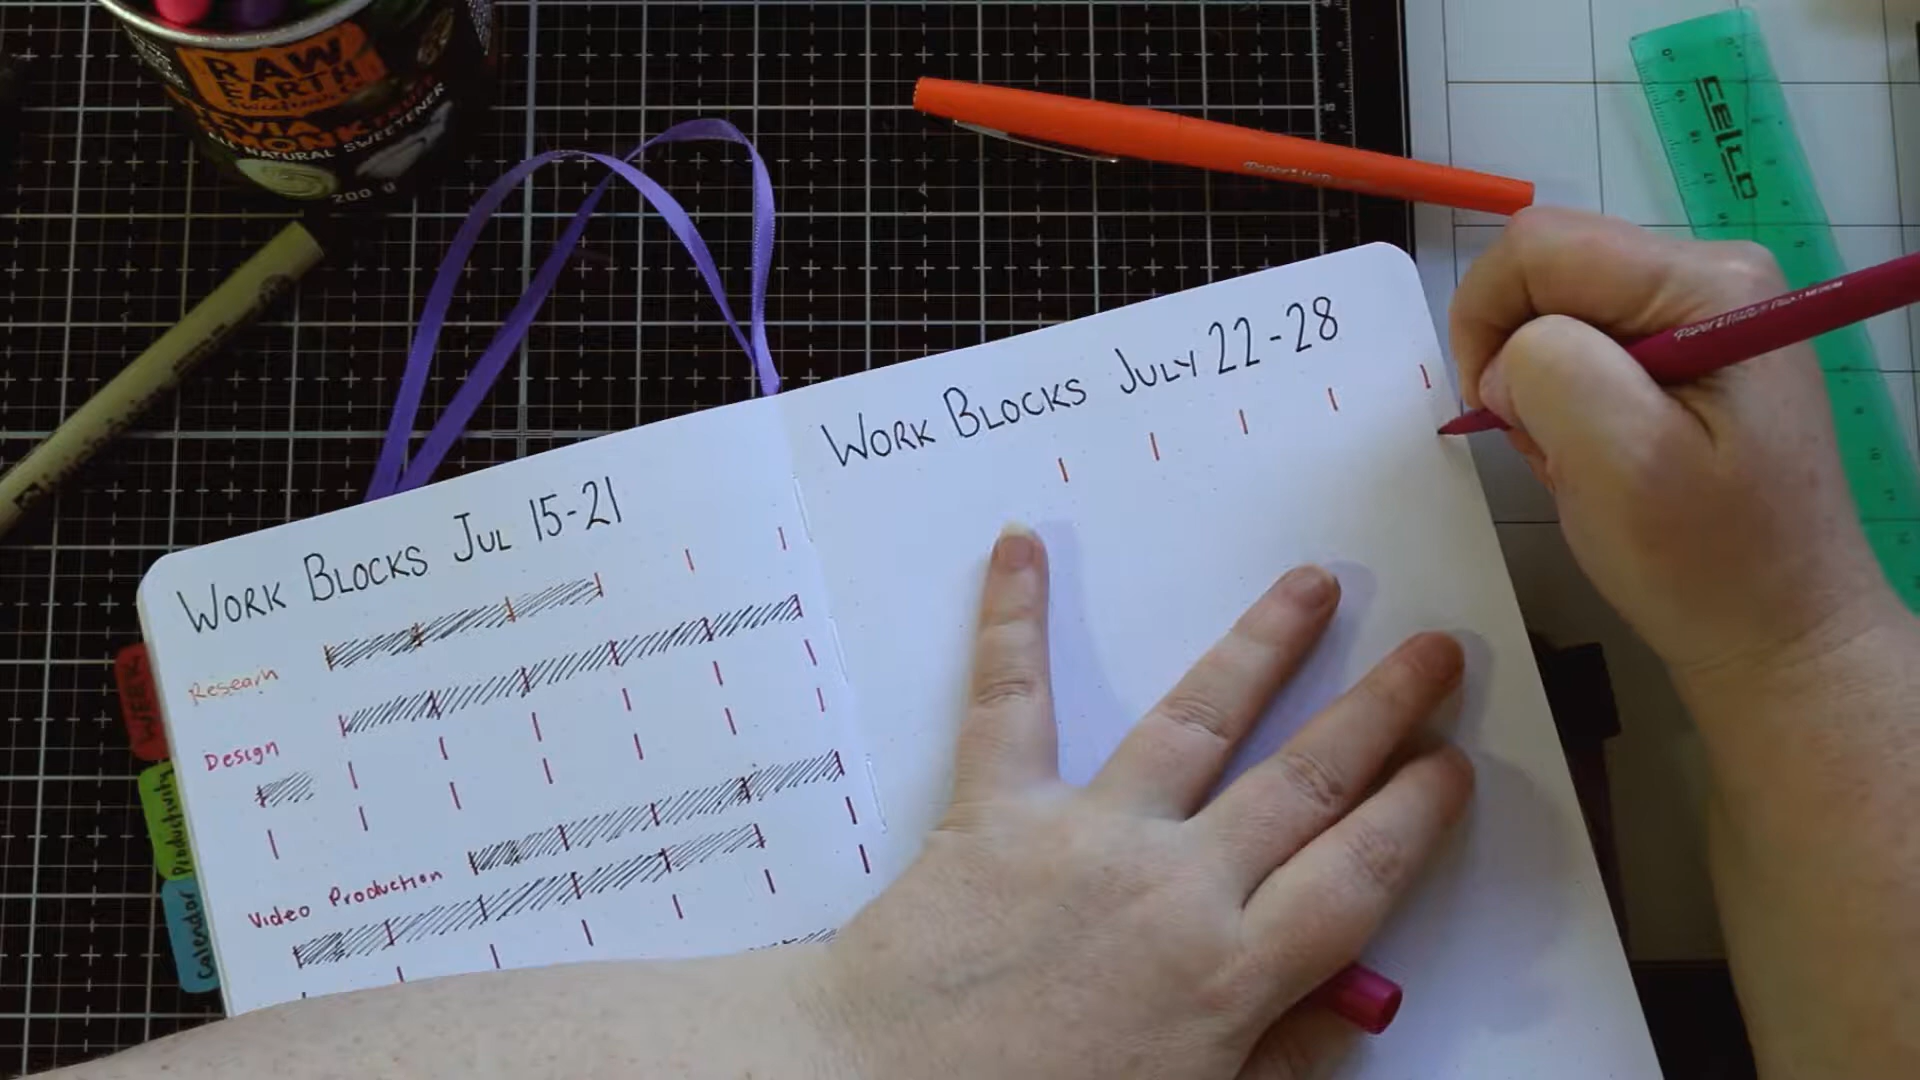 RAW
EARTH
ALL NATURAL SWEETENER
200 g
celco
WORK BLOCKS JULY 22-28
WORK BLOCKS JUL 15-21
Research
Design
Video Production
WEEK
Productivity
Calendar